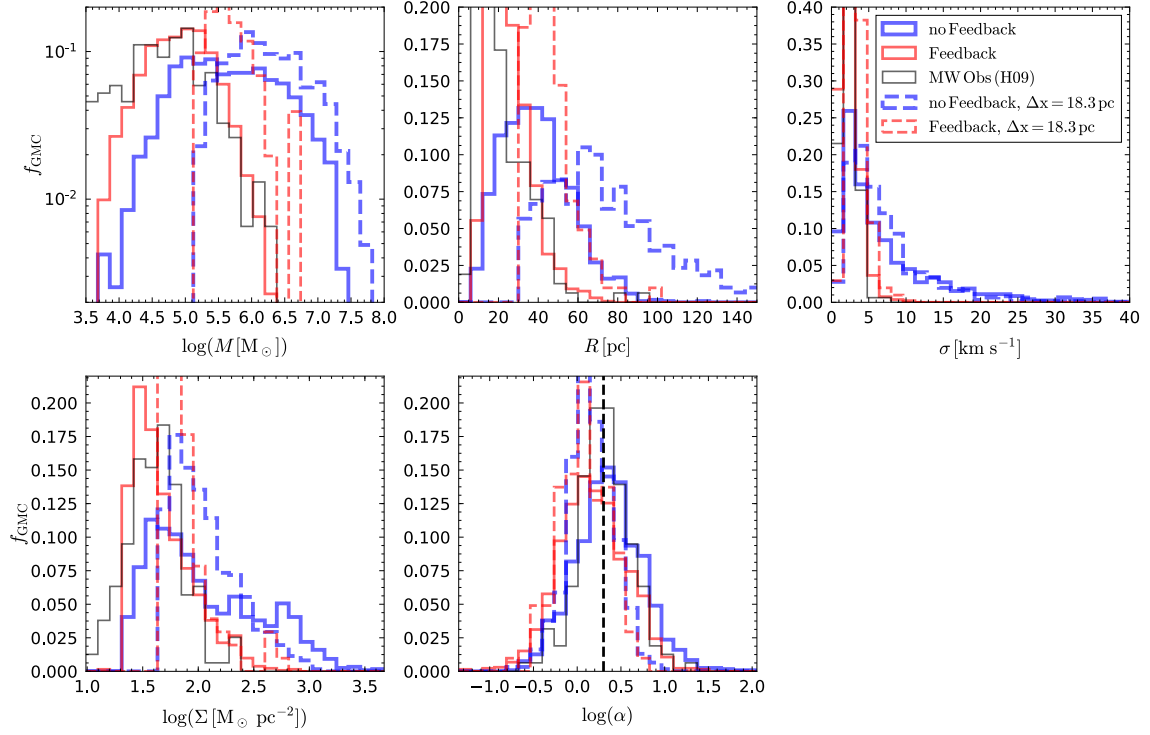 10⁻¹
10⁻²
f_GMC
3.5 4.0 4.5 5.0 5.5 6.0 6.5 7.0 7.5 8.0
log(M[M⊙])
0.200
0.175
0.150
0.125
0.100
0.075
0.050
0.025
0.000
0 20 40 60 80 100 120 140
R[pc]
0.40
0.35
0.30
0.25
0.20
0.15
0.10
0.05
0.00
0 5 10 15 20 25 30 35 40
σ[km s⁻¹]
no Feedback
Feedback
MW Obs (H09)
no Feedback, Δx = 18.3 pc
Feedback, Δx = 18.3 pc
0.200
0.175
0.150
0.125
0.100
0.075
0.050
0.025
0.000
f_GMC
1.0 1.5 2.0 2.5 3.0 3.5
log(Σ[M⊙ pc⁻²])
0.200
0.175
0.150
0.125
0.100
0.075
0.050
0.025
0.000
−1.0 −0.5 0.0 0.5 1.0 1.5 2.0
log(α)